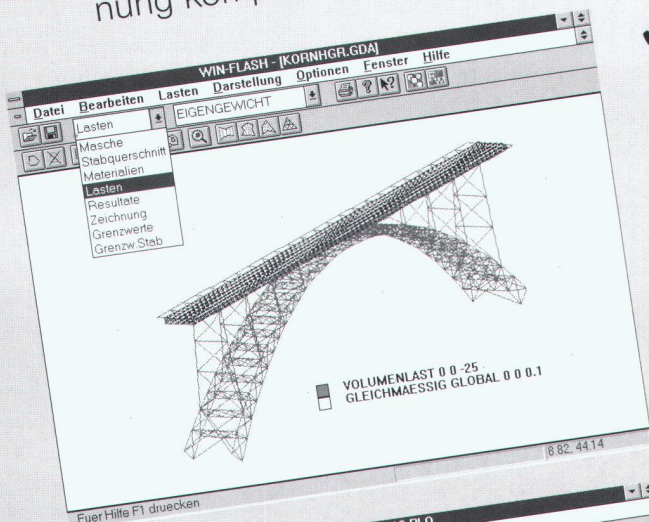 nung komp
WIN-FLASH - [KORNHGR.GDA]
Datei Bearbeiten Lasten Darstellung Optionen Fenster Hilfe
Lasten EIGENGEWICHT
Masche
Stabquerschnitt
Materialien
Lasten
Resultate
Zeichnung
Grenzwerte
Grenzw.Stab
VOLUMENLAST 0 0 -25
GLEICHMAESSIG GLOBAL 0 0 0.1
8.82, 44.14
Fuer Hilfe F1 druecken